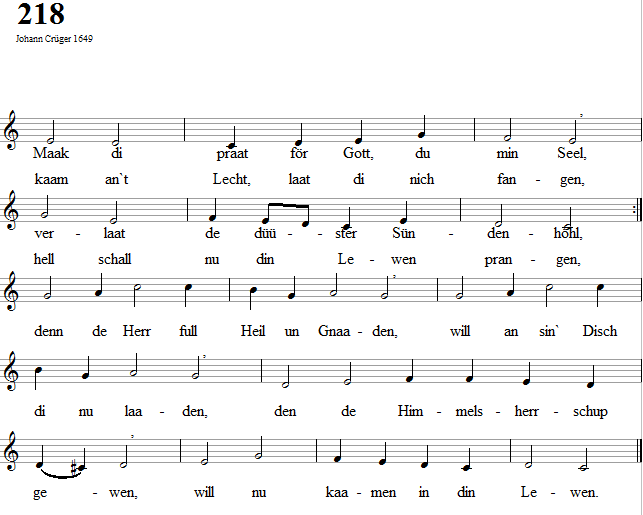 218
Johann Crüger 1649
Maak di praat för Gott, du min Seel,
kaam an`t Lecht, laat di nich fan - gen,
ver - laat de düü - - ster Sün - den - höhl,
hell schall nu din Le - wen pran - gen,
denn de Herr full Heil un Gnaa - den, will an sin` Disch
di nu laa - den, den de Him - mels - herr - schup
ge - wen, will nu kaa - men in din Le - wen.